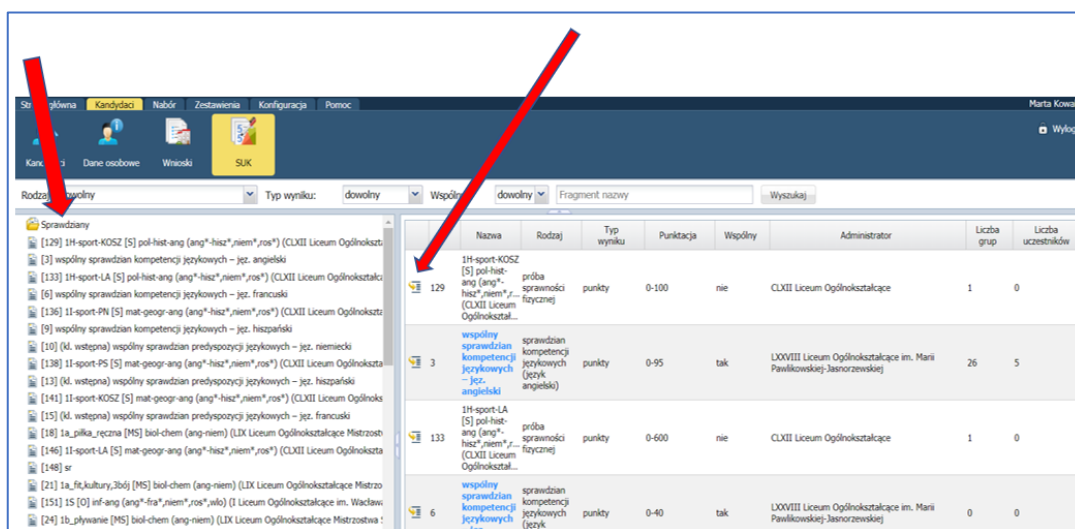 Kandydaci Nabór Zestawienia Konfiguracja Pomoc
Marta Kowa
Wylog
Dane osobowe Wnioski SUK
Typ wyniku: dowolny dowolny Fragment nazwy Wyszukaj
Sprawdziany
[129] 1H-sport-KOSZ [S] pol-hist-ang (ang*-hisz*,niem*,ros*) (CLXII Liceum Ogólnokszta
[3] wspólny sprawdzian kompetencji językowych – jęz. angielski
[133] 1H-sport-LA [S] pol-hist-ang (ang*-hisz*,niem*,ros*) (CLXII Liceum Ogólnokształc
[6] wspólny sprawdzian kompetencji językowych – jęz. francuski
[136] 1I-sport-PN [S] mat-geogr-ang (ang*-hisz*,niem*,ros*) (CLXII Liceum Ogólnokszta
[9] wspólny sprawdzian kompetencji językowych – jęz. hiszpański
[10] (kl. wstępna) wspólny sprawdzian predyspozycji językowych – jęz. niemiecki
[138] 1I-sport-PS [S] mat-geogr-ang (ang*-hisz*,niem*,ros*) (CLXII Liceum Ogólnokszta
[13] (kl. wstępna) wspólny sprawdzian predyspozycji językowych – jęz. hiszpański
[141] 1I-sport-KOSZ [S] mat-geogr-ang (ang*-hisz*,niem*,ros*) (CLXII Liceum Ogólnoks
[15] (kl. wstępna) wspólny sprawdzian predyspozycji językowych – jęz. francuski
[18] 1a_piłka_ręczna [MS] biol-chem (ang-niem) (LIX Liceum Ogólnokształcące Mistrzost
[146] 1I-sport-LA [S] mat-geogr-ang (ang*-hisz*,niem*,ros*) (CLXII Liceum Ogólnokszta
[148] sr
[21] 1a_fit,kultury,3bój [MS] biol-chem (ang-niem) (LIX Liceum Ogólnokształcące Mistrzo
[151] 1S [O] inf-ang (ang*-fra*,niem*,ros*,wło) (I Liceum Ogólnokształcące im. Wacława
[24] 1b_pływanie [MS] biol-chem (ang-niem) (LIX Liceum Ogólnokształcące Mistrzostwa
Nazwa Rodzaj Typ wyniku Punktacja Wspólny Administrator Liczba grup Liczba uczestników
129
1H-sport-KOSZ
[S] pol-hist-
ang (ang*-
hisz*,niem*,r...
(CLXII Liceum
Ogólnokształ...
próba
sprawności
fizycznej
punkty 0-100 nie CLXII Liceum Ogólnokształcące 1 0
3
wspólny
sprawdzian
kompetencji
językowych
– jęz.
angielski
sprawdzian
kompetencji
językowych
(język
angielski)
punkty 0-95 tak LXXVIII Liceum Ogólnokształcące im. Marii
Pawlikowskiej-Jasnorzewskiej
26 5
133
1H-sport-LA
[S] pol-hist-
ang (ang*-
hisz*,niem*,r...
(CLXII Liceum
Ogólnokształ...
próba
sprawności
fizycznej
punkty 0-600 nie CLXII Liceum Ogólnokształcące 1 0
6
wspólny
sprawdzian
kompetencji
językowych
sprawdzian
kompetencji
językowych
(język
punkty 0-40 tak LXXVIII Liceum Ogólnokształcące im. Marii
Pawlikowskiej-Jasnorzewskiej
0 0